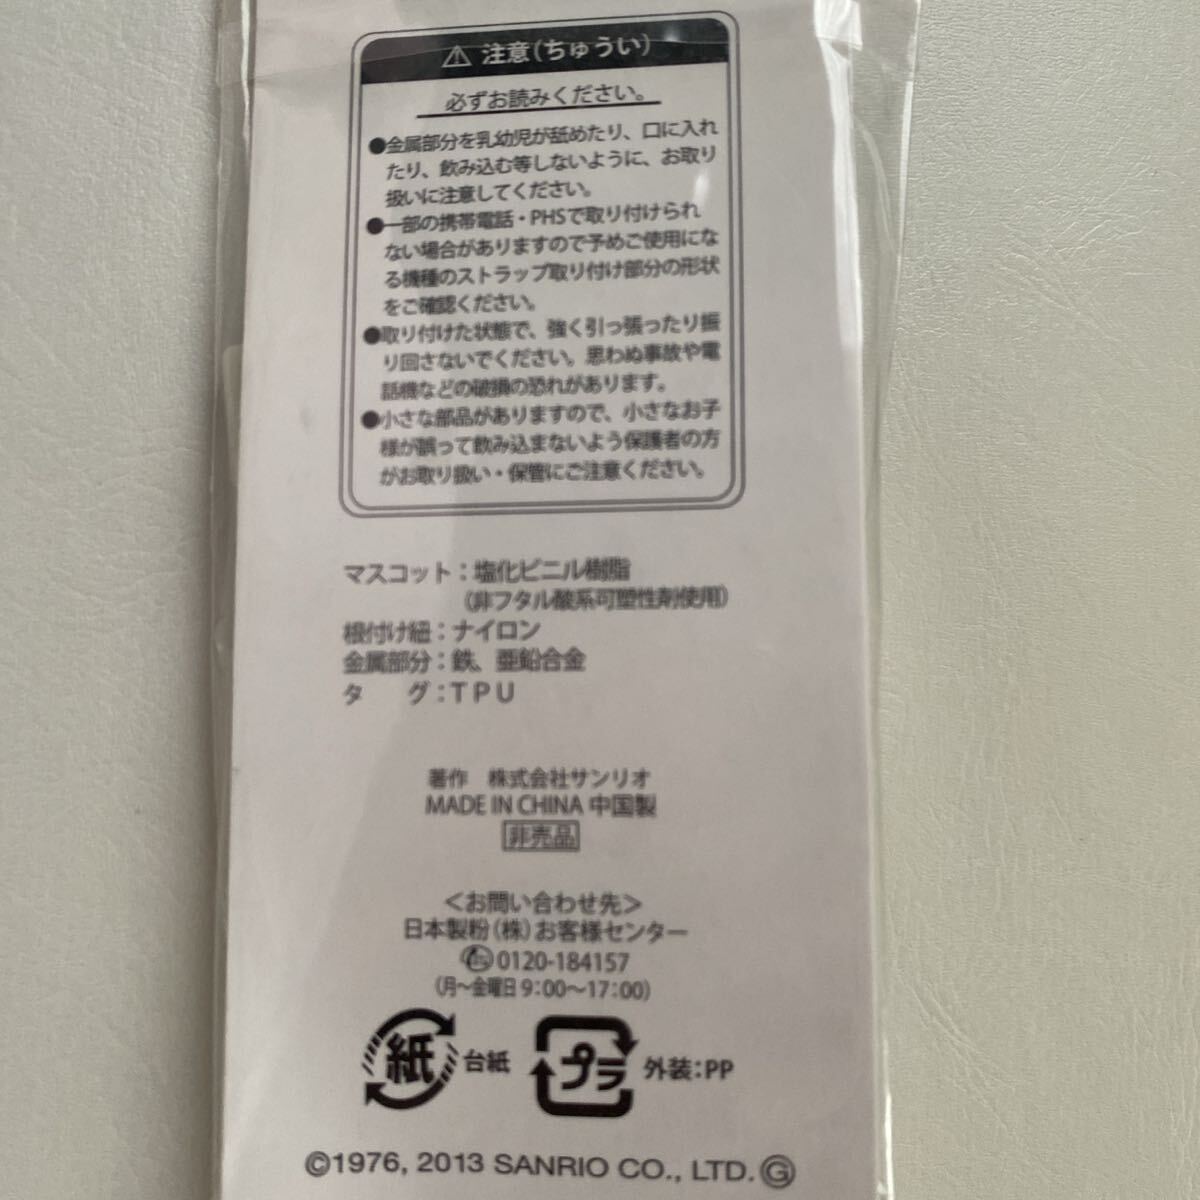 ⚠ 注意(ちゅうい)
必ずお読みください。
●金属部分を乳幼児が舐めたり、口に入れ
たり、飲み込む等しないように、お取り
扱いに注意してください。
●一部の携帯電話・PHSで取り付けられ
ない場合がありますので予めご使用にな
る機種のストラップ取り付け部分の形状
をご確認ください。
●取り付けた状態で、強く引っ張ったり振
り回さないでください。思わぬ事故や電
話機などの破損の恐れがあります。
●小さな部品がありますので、小さなお子
様が誤って飲み込まないよう保護者の方
がお取り扱い・保管にご注意ください。
マスコット：塩化ビニル樹脂
(非フタル酸系可塑性剤使用)
根付け紐：ナイロン
金属部分：鉄、亜鉛合金
タ　　グ：TPU
著作　株式会社サンリオ
MADE IN CHINA 中国製
非売品
＜お問い合わせ先＞
日本製粉(株)お客様センター
0120-184157
(月〜金曜日9:00〜17:00)
紙 台紙 プラ 外装：PP
©1976, 2013 SANRIO CO., LTD. Ⓖ